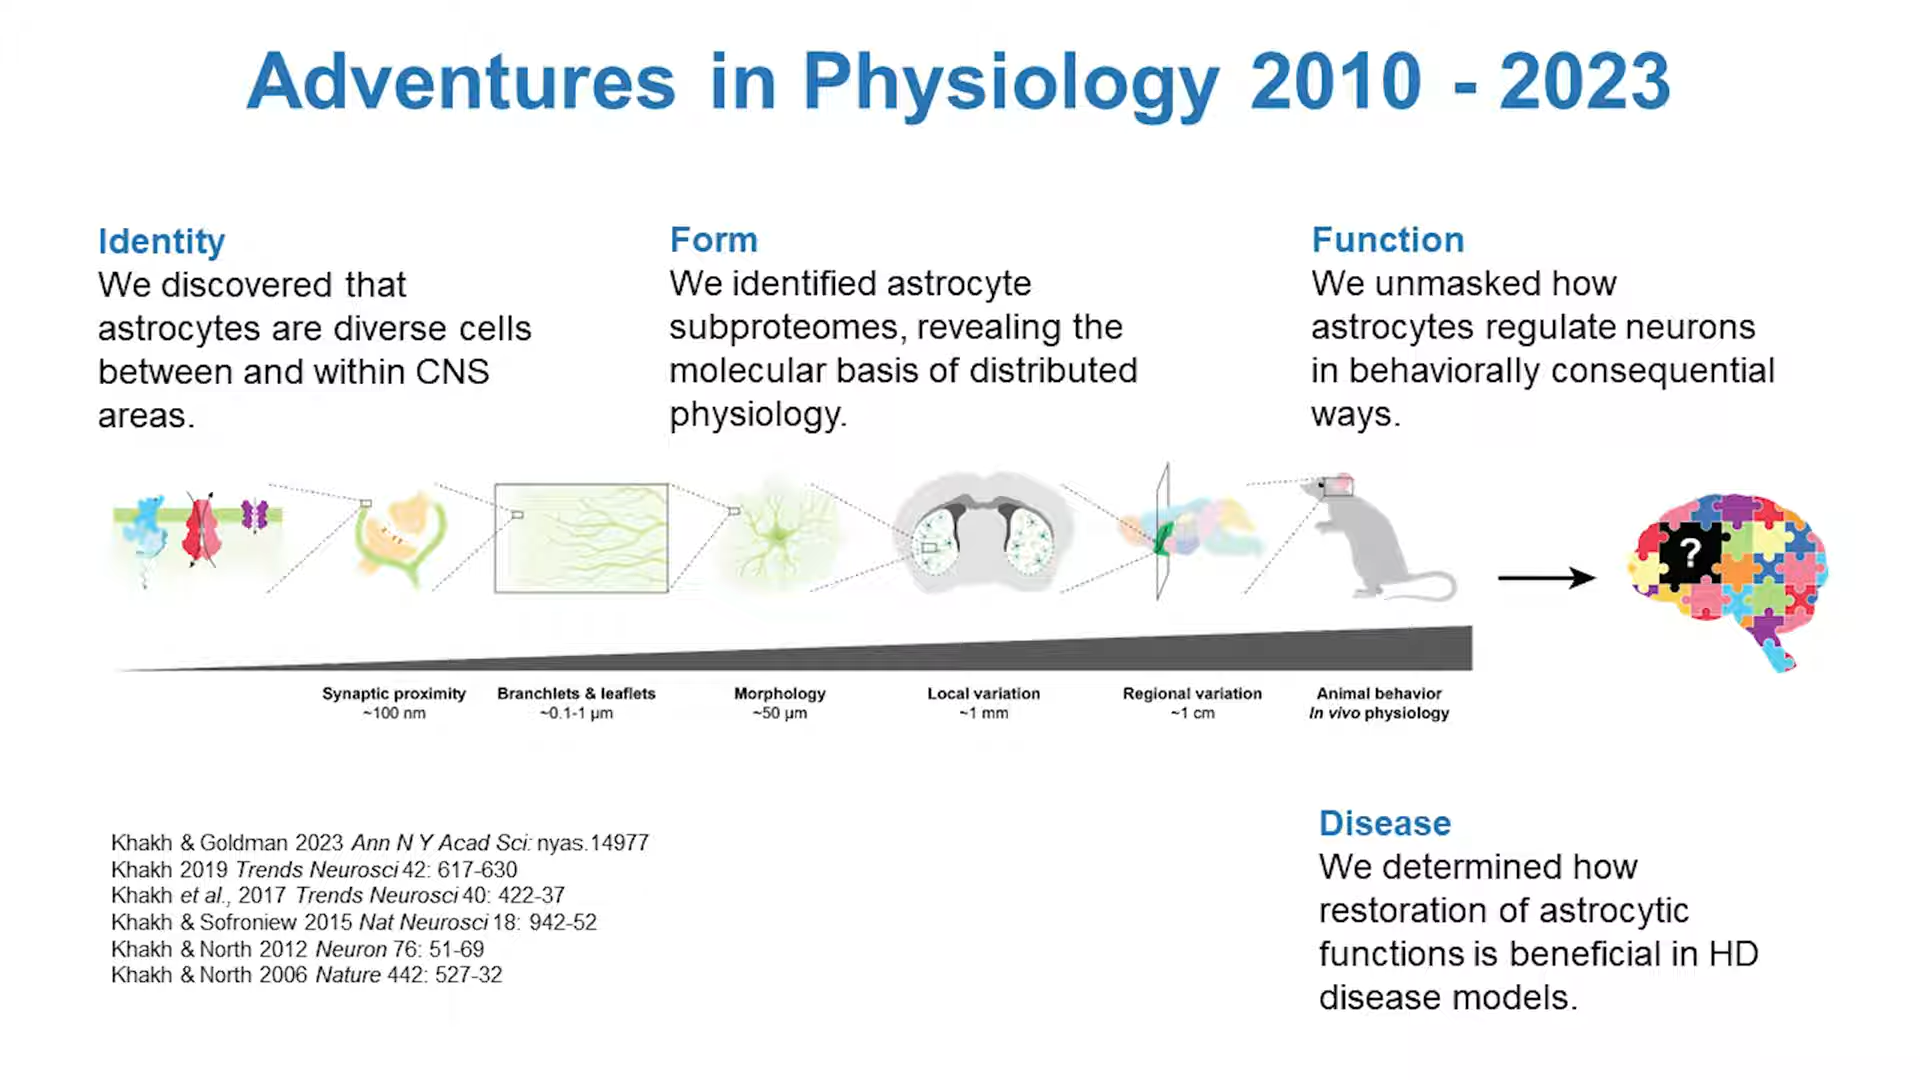 Adventures in Physiology 2010 - 2023
Identity
We discovered that
astrocytes are diverse cells
between and within CNS
areas.
Form
We identified astrocyte
subproteomes, revealing the
molecular basis of distributed
physiology.
Function
We unmasked how
astrocytes regulate neurons
in behaviorally consequential
ways.
?
Synaptic proximity
~100 nm
Branchlets & leaflets
~0.1-1 µm
Morphology
~50 µm
Local variation
~1 mm
Regional variation
~1 cm
Animal behavior
In vivo physiology
Khakh & Goldman 2023 Ann N Y Acad Sci: nyas.14977
Khakh 2019 Trends Neurosci 42: 617-630
Khakh et al., 2017 Trends Neurosci 40: 422-37
Khakh & Sofroniew 2015 Nat Neurosci 18: 942-52
Khakh & North 2012 Neuron 76: 51-69
Khakh & North 2006 Nature 442: 527-32
Disease
We determined how
restoration of astrocytic
functions is beneficial in HD
disease models.